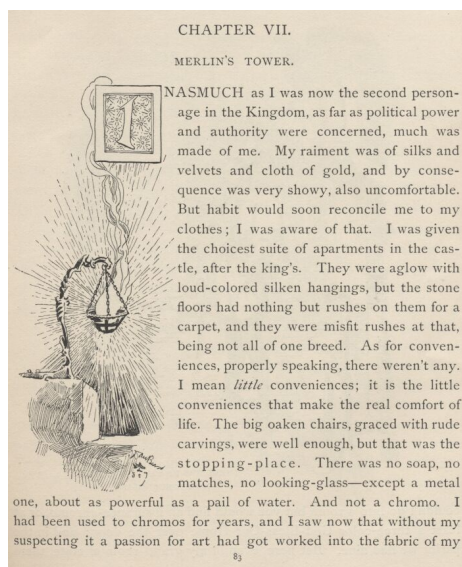 CHAPTER VII.
MERLIN'S TOWER.
INASMUCH as I was now the second person-
age in the Kingdom, as far as political power
and authority were concerned, much was
made of me. My raiment was of silks and
velvets and cloth of gold, and by conse-
quence was very showy, also uncomfortable.
But habit would soon reconcile me to my
clothes; I was aware of that. I was given
the choicest suite of apartments in the cas-
tle, after the king's. They were aglow with
loud-colored silken hangings, but the stone
floors had nothing but rushes on them for a
carpet, and they were misfit rushes at that,
being not all of one breed. As for conven-
iences, properly speaking, there weren't any.
I mean little conveniences; it is the little
conveniences that make the real comfort of
life. The big oaken chairs, graced with rude
carvings, were well enough, but that was the
stopping-place. There was no soap, no
matches, no looking-glass—except a metal
one, about as powerful as a pail of water. And not a chromo. I
had been used to chromos for years, and I saw now that without my
suspecting it a passion for art had got worked into the fabric of my
83